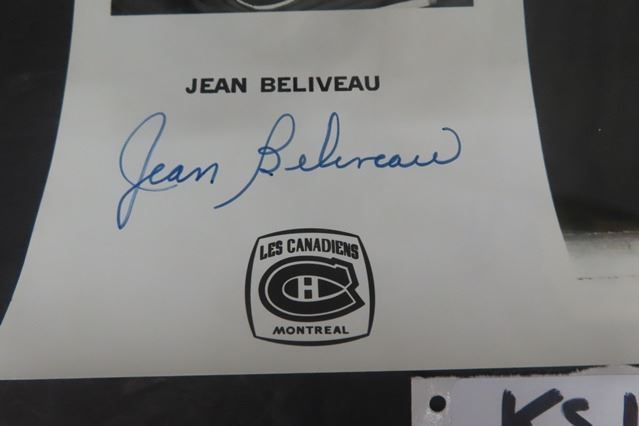 JEAN BELIVEAU
Jean Beliveau
LES CANADIENS
CH
MONTREAL